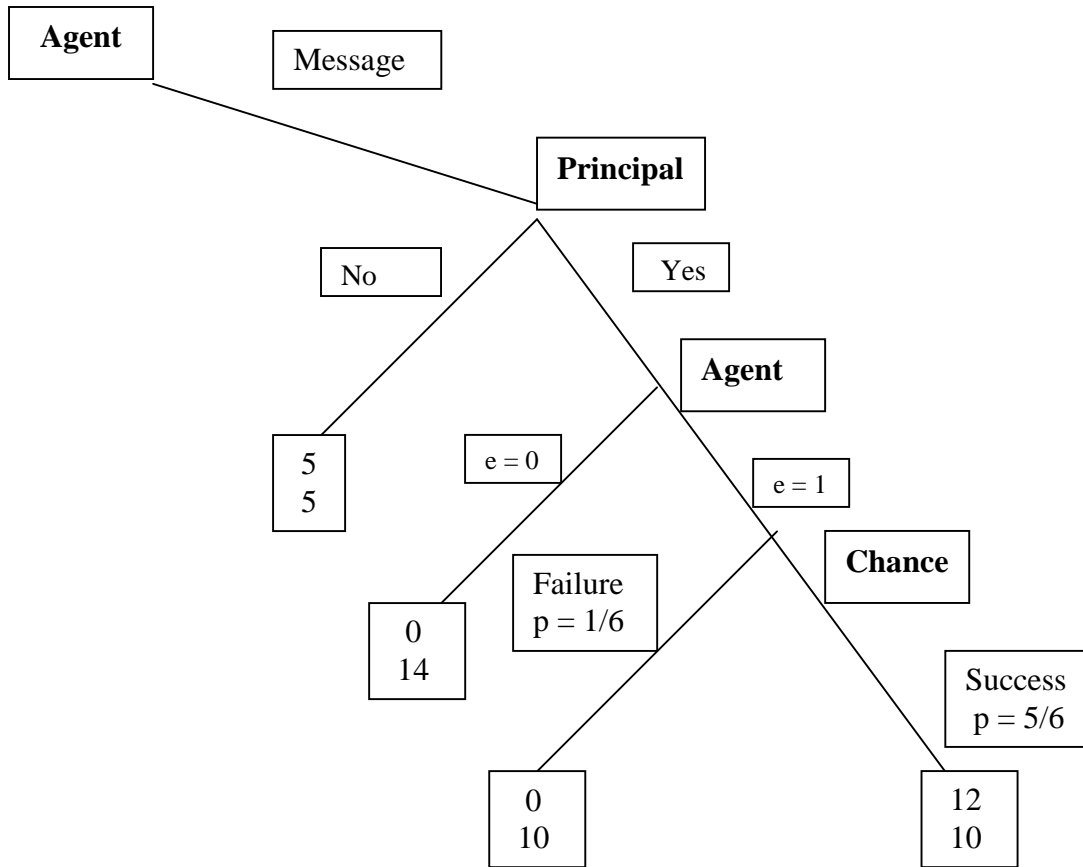 Agent
Message
Principal
No
Yes
Agent
5
5
e = 0
e = 1
Chance
Failure
p = 1/6
0
14
Success
p = 5/6
0
10
12
10